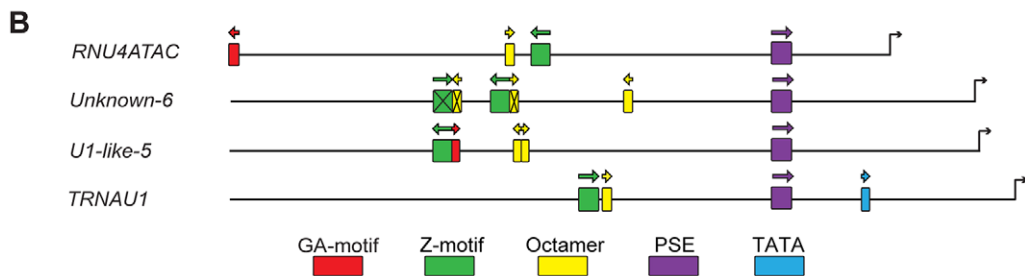 B
RNU4ATAC
Unknown-6
U1-like-5
TRNAU1
GA-motif Z-motif Octamer PSE TATA